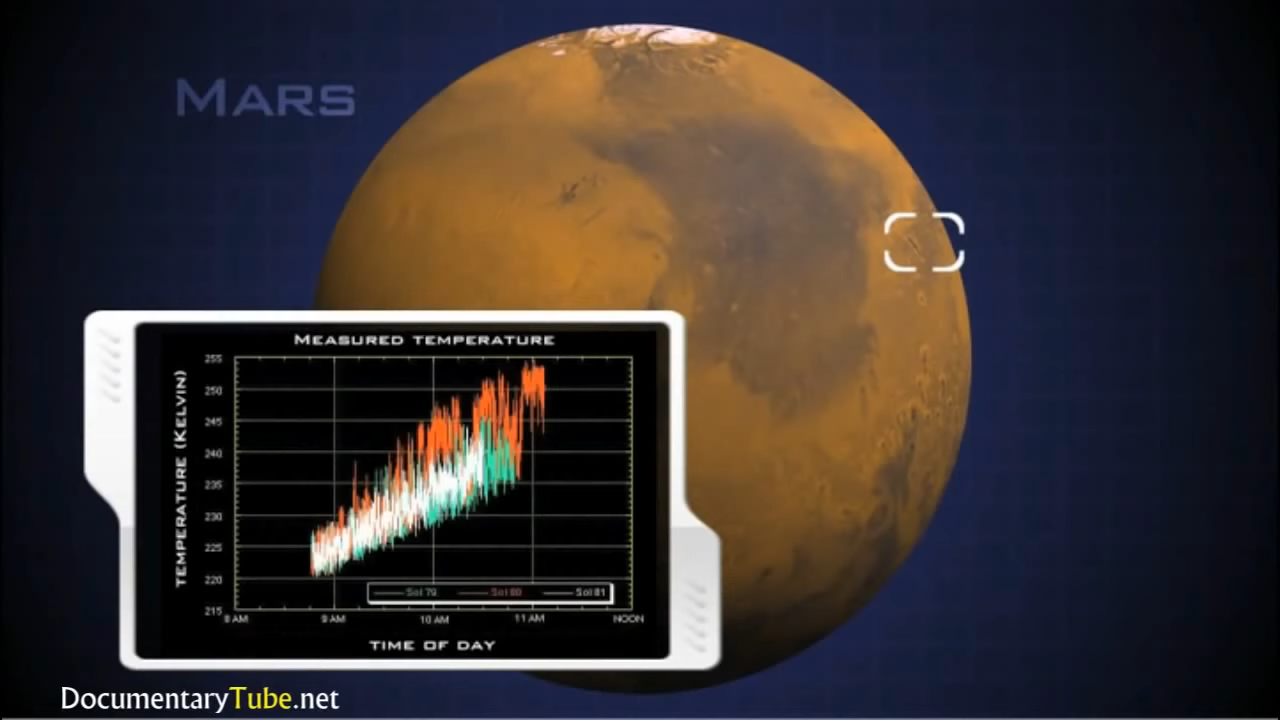 MARS
MEASURED TEMPERATURE
TEMPERATURE (KELVIN)
255
250
245
240
235
230
225
220
215
Sol 79 Sol 80 Sol 81
8 AM 9 AM 10 AM 11 AM NOON
TIME OF DAY
DocumentaryTube.net